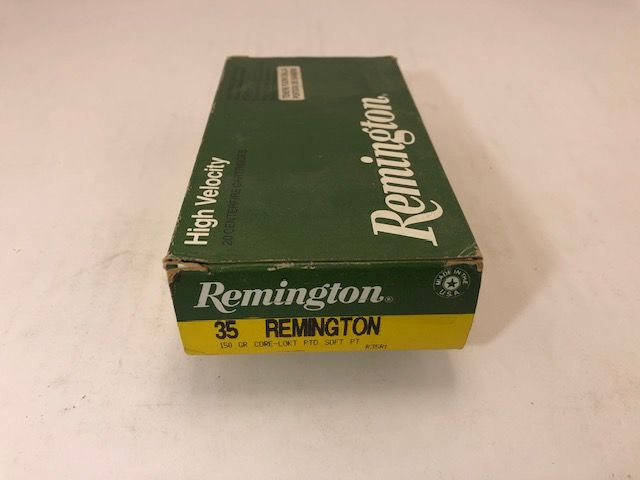 Remington®
High Velocity
20 CENTERFIRE CARTRIDGES
Remington®
MADE IN THE U.S.A.
35 REMINGTON
150 GR CORE-LOKT PTD SOFT PT
R35R1